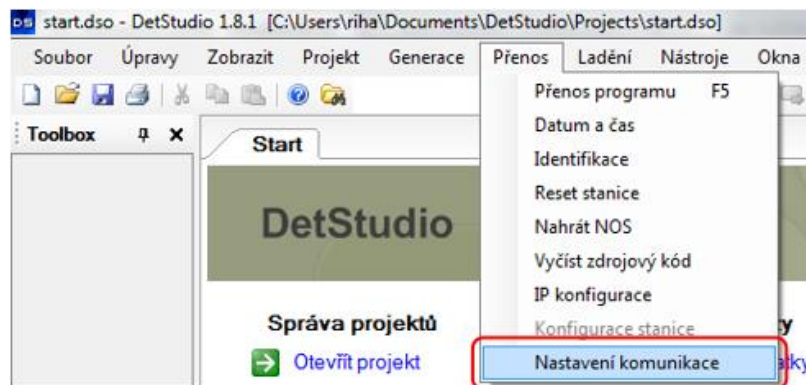 start.dso - DetStudio 1.8.1 [C:\Users\riha\Documents\DetStudio\Projects\start.dso]
Soubor Úpravy Zobrazit Projekt Generace Přenos Ladění Nástroje Okna
Toolbox
Start
DetStudio
Správa projektů
Otevřít projekt
Přenos programu F5
Datum a čas
Identifikace
Reset stanice
Nahrát NOS
Vyčíst zdrojový kód
IP konfigurace
Konfigurace stanice
Nastavení komunikace